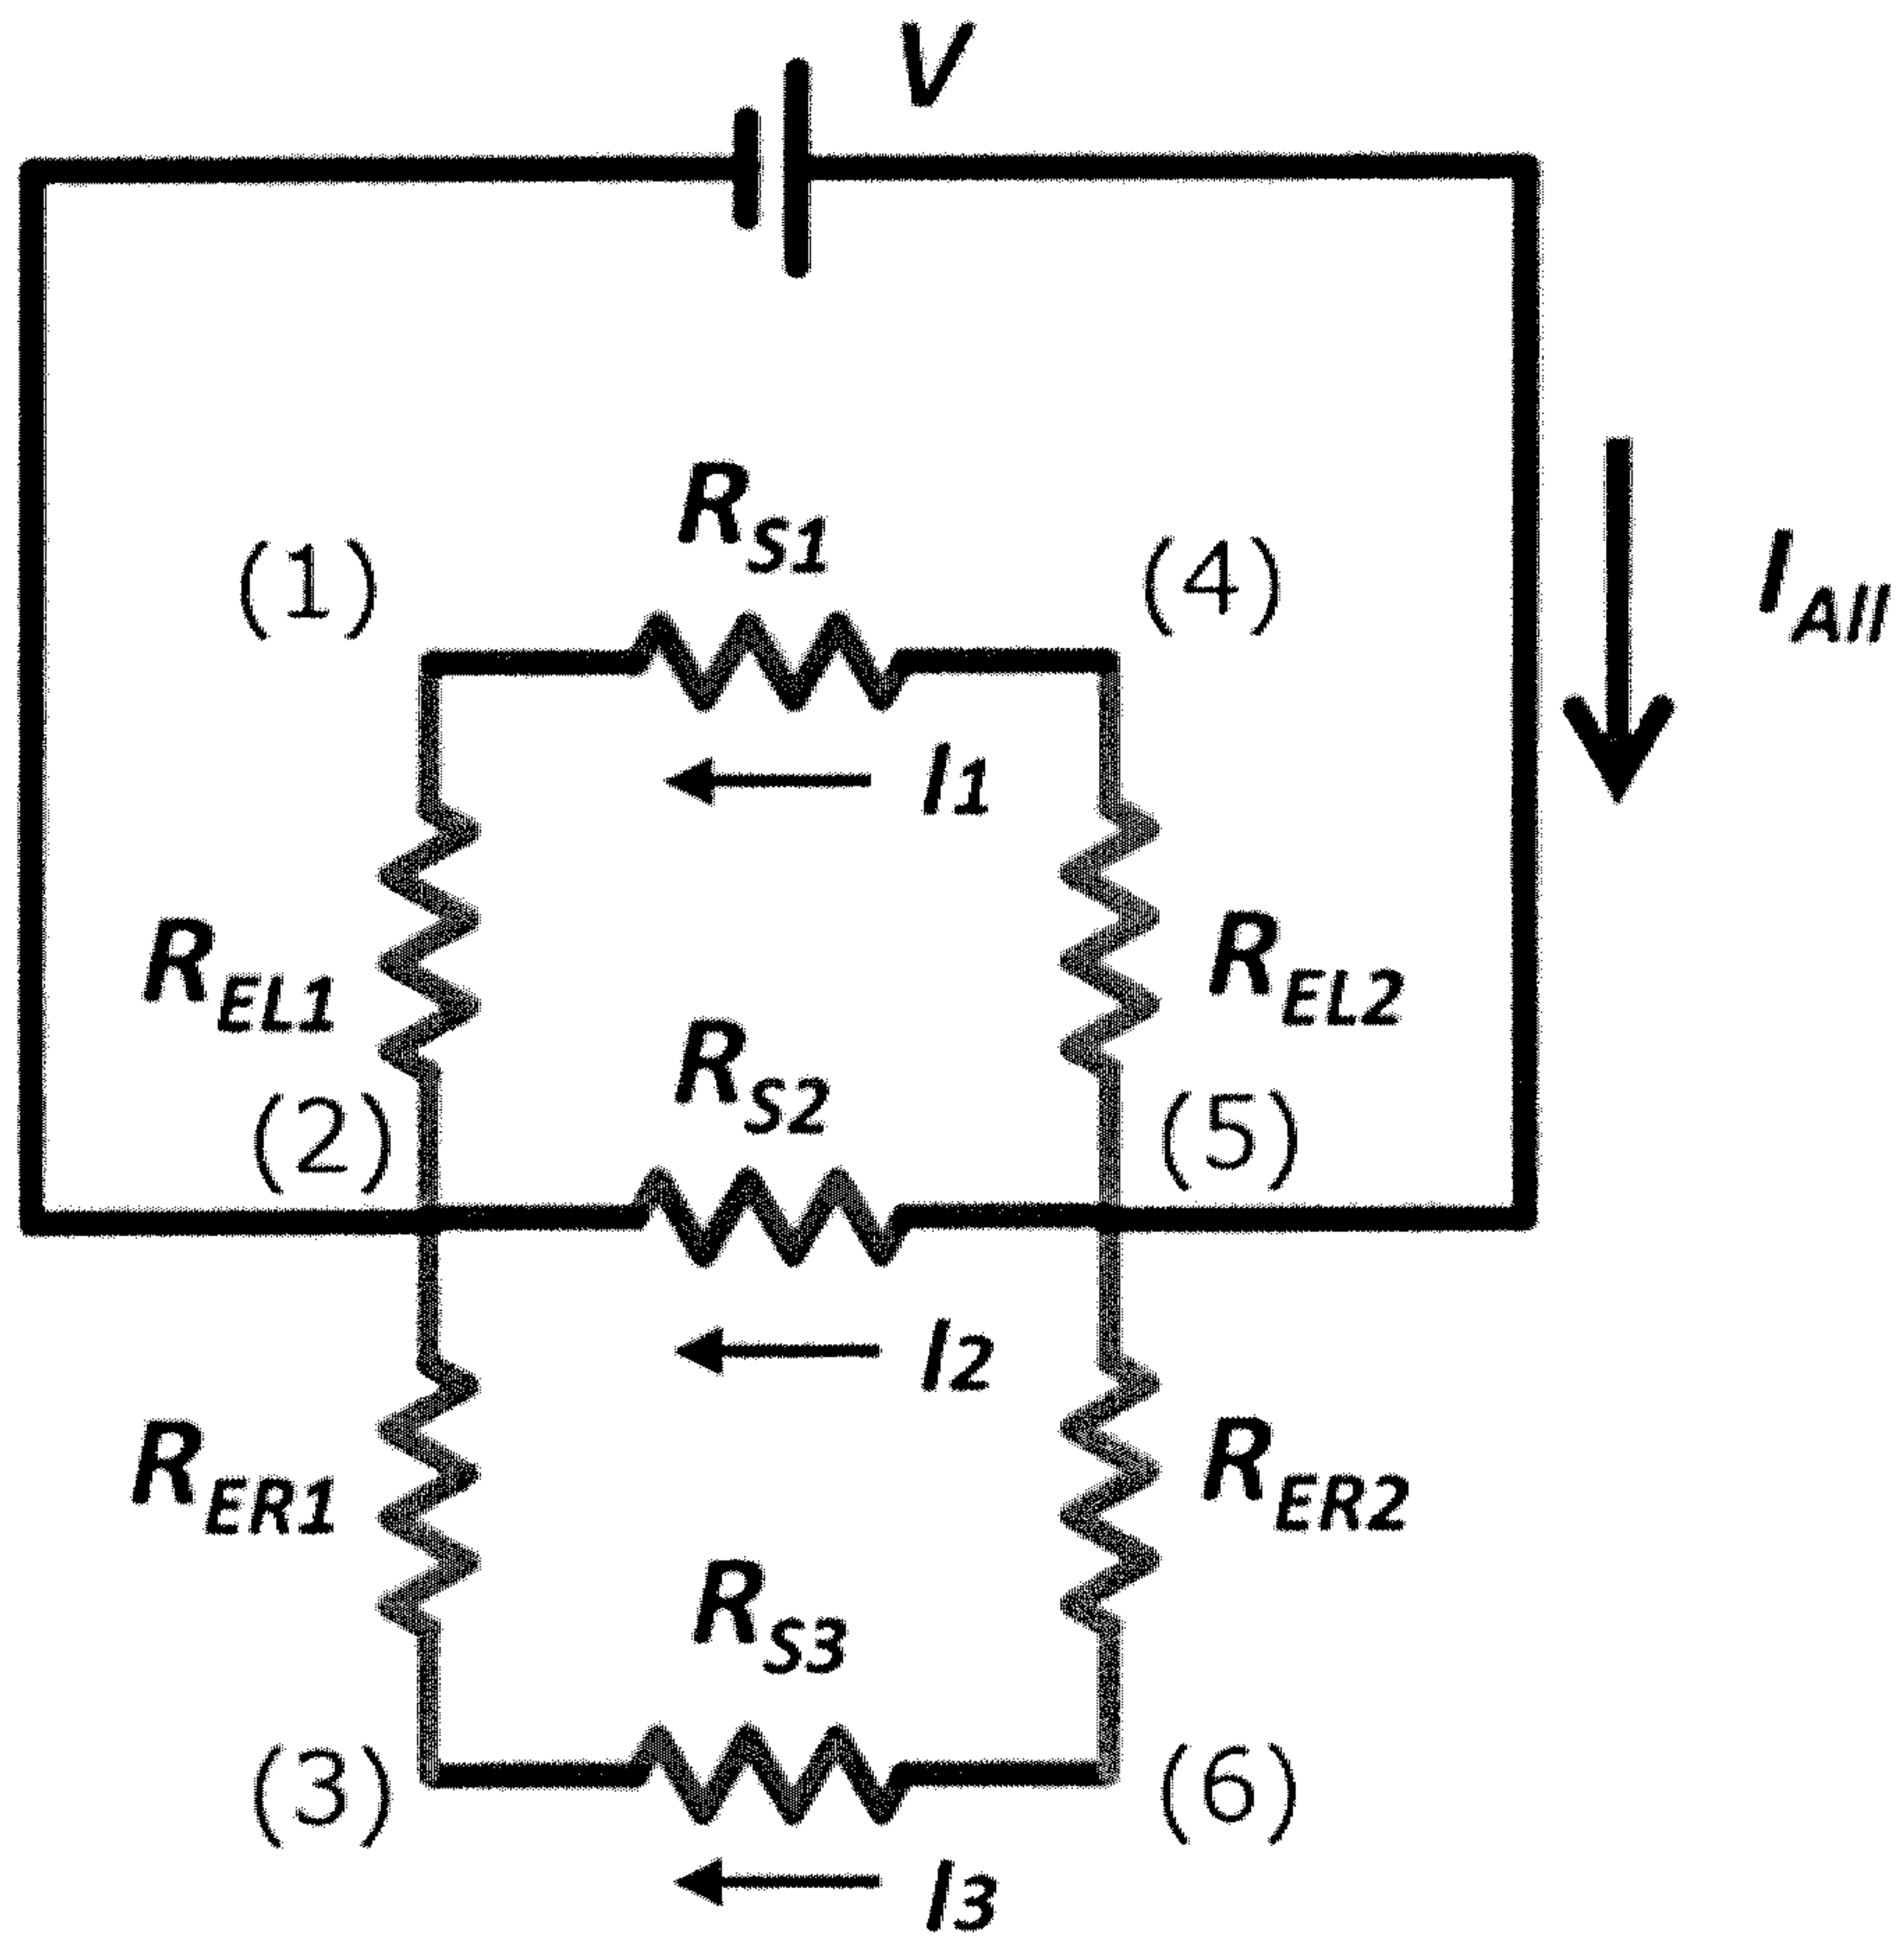 V
R_S1
(1)
(4)
I_All
I1
R_EL1
R_EL2
R_S2
(2)
(5)
I2
R_ER1
R_ER2
R_S3
(3)
(6)
I3